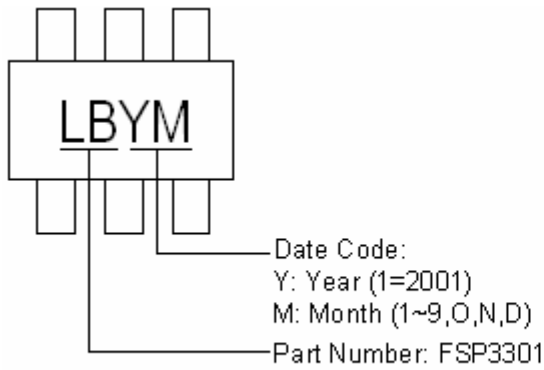 LBYM
Date Code:
Y: Year (1=2001)
M: Month (1~9,O,N,D)
Part Number: FSP3301